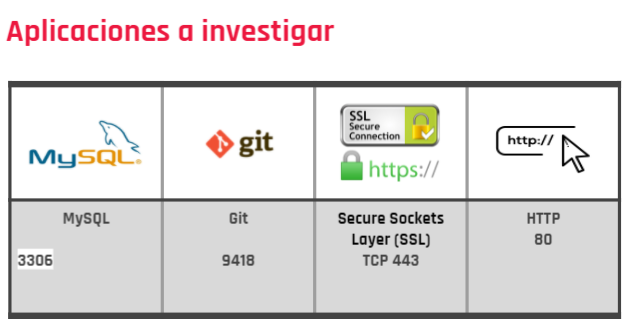 Aplicaciones a investigar
MySQL
git
SSL
Secure
Connection
https://
http://
MySQL
3306
Git
9418
Secure Sockets
Layer (SSL)
TCP 443
HTTP
80